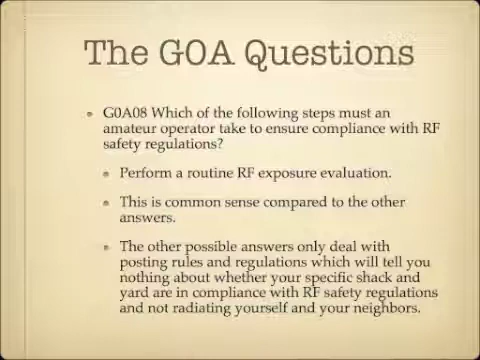 The G0A Questions
G0A08 Which of the following steps must an
amateur operator take to ensure compliance with RF
safety regulations?
Perform a routine RF exposure evaluation.
This is common sense compared to the other
answers.
The other possible answers only deal with
posting rules and regulations which will tell you
nothing about whether your specific shack and
yard are in compliance with RF safety regulations
and not radiating yourself and your neighbors.